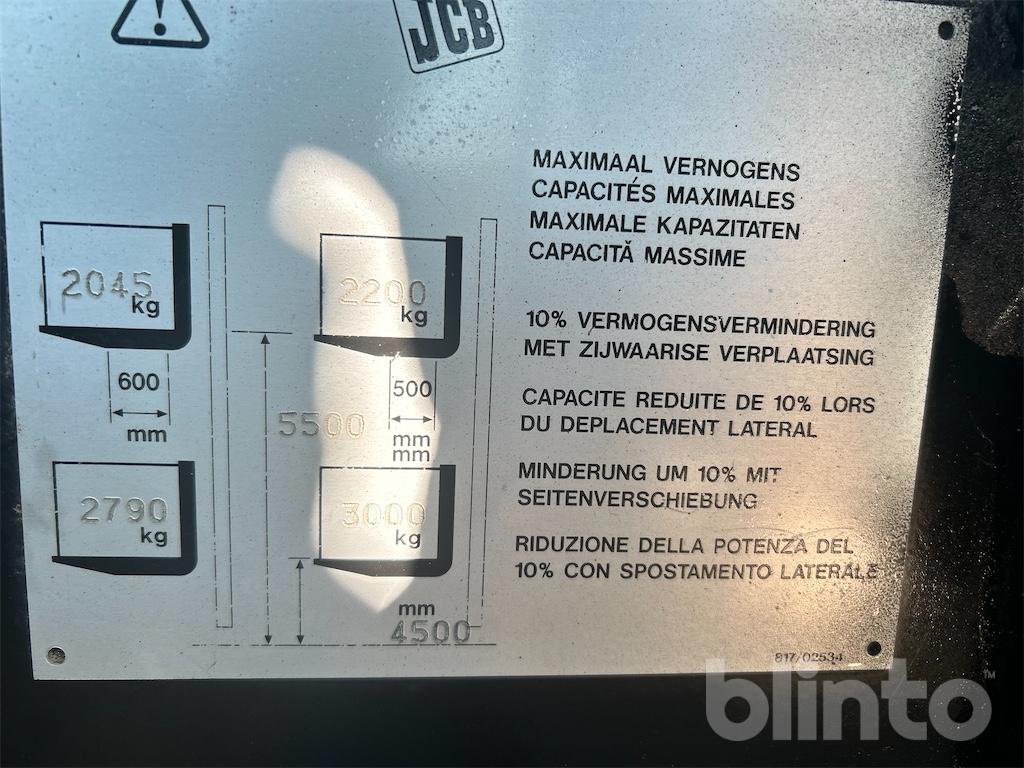 JCB
MAXIMAAL VERNOGENS
CAPACITÉS MAXIMALES
MAXIMALE KAPAZITATEN
CAPACITÃ MASSIME
2045 kg
2200 kg
10% VERMOGENSVERMINDERING
MET ZIJWAARISE VERPLAATSING
600
mm
500
mm
mm
5500
CAPACITE REDUITE DE 10% LORS
DU DEPLACEMENT LATERAL
2790 kg
3000 kg
MINDERUNG UM 10% MIT
SEITENVERSCHIEBUNG
RIDUZIONE DELLA POTENZA DEL
10% CON SPOSTAMENTO LATERALE
mm
4500
817/02534
blinto™